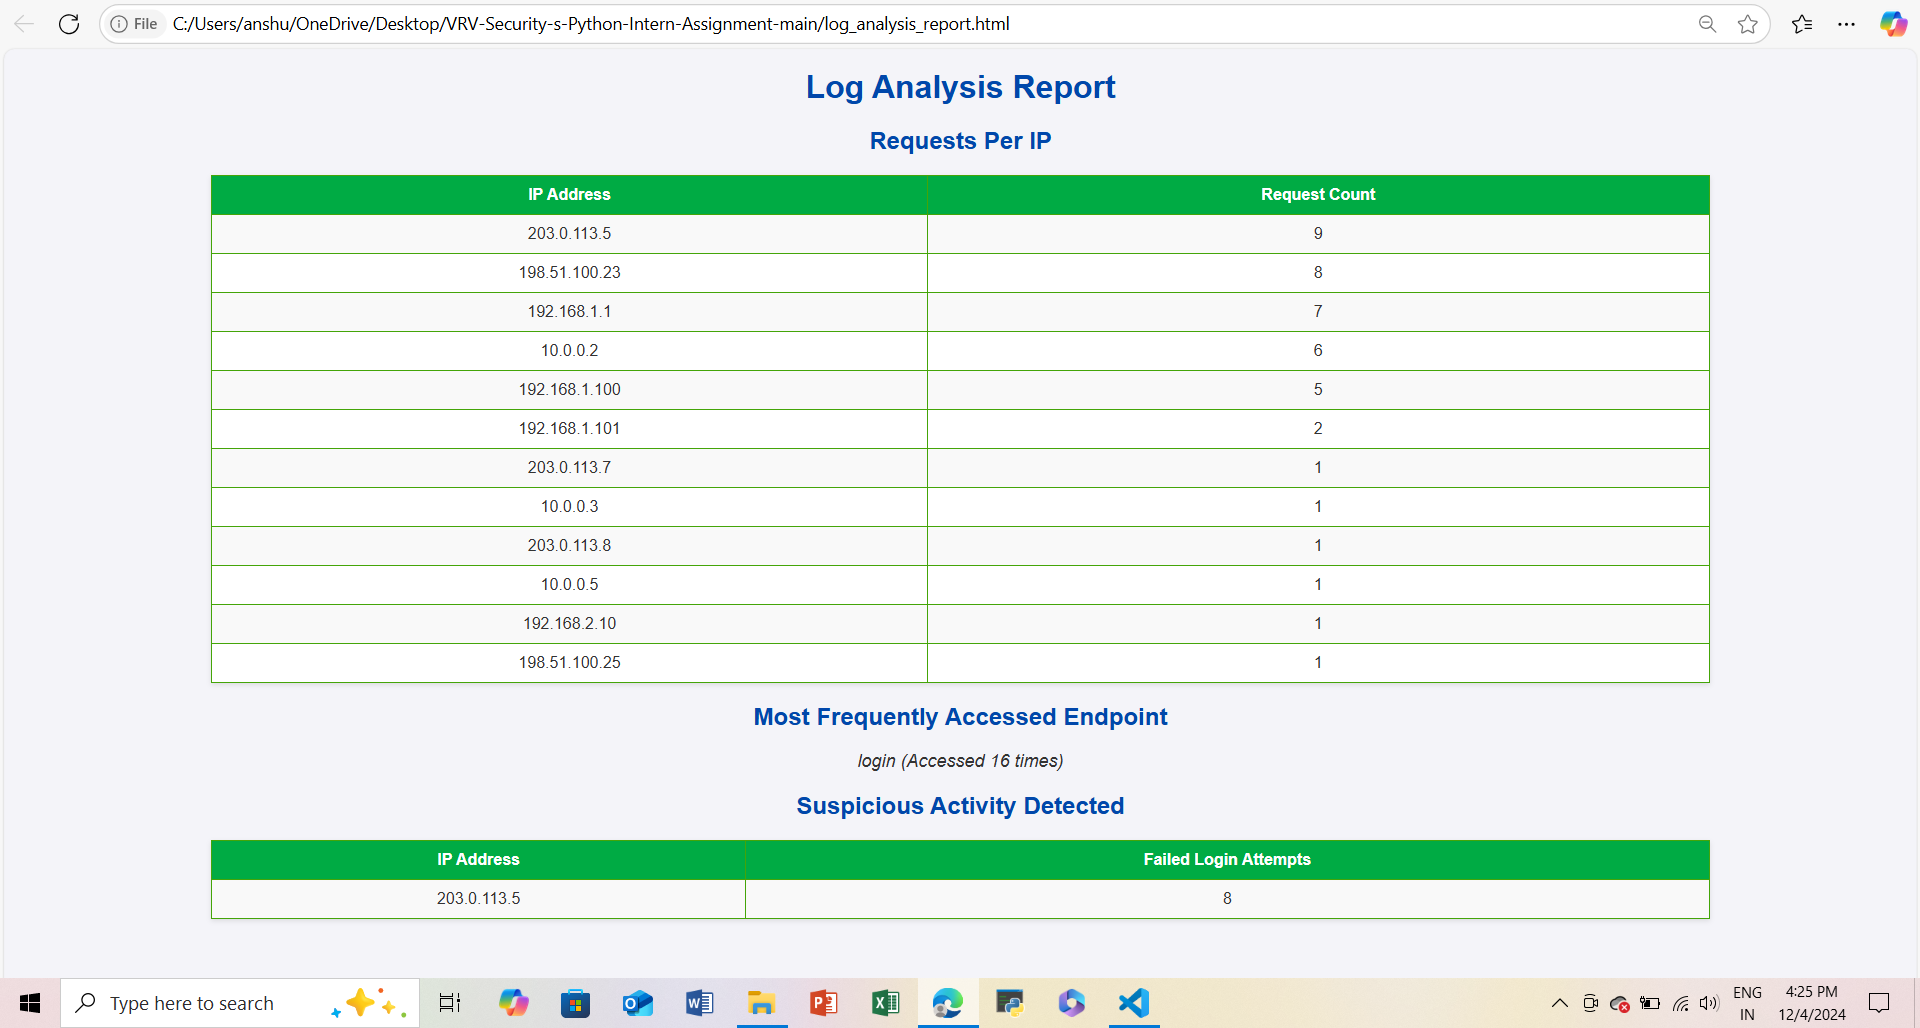 File C:/Users/anshu/OneDrive/Desktop/VRV-Security-s-Python-Intern-Assignment-main/log_analysis_report.html
Log Analysis Report
Requests Per IP
IP Address Request Count
203.0.113.5 9
198.51.100.23 8
192.168.1.1 7
10.0.0.2 6
192.168.1.100 5
192.168.1.101 2
203.0.113.7 1
10.0.0.3 1
203.0.113.8 1
10.0.0.5 1
192.168.2.10 1
198.51.100.25 1
Most Frequently Accessed Endpoint
login (Accessed 16 times)
Suspicious Activity Detected
IP Address Failed Login Attempts
203.0.113.5 8
Type here to search
ENG 4:25 PM
IN 12/4/2024